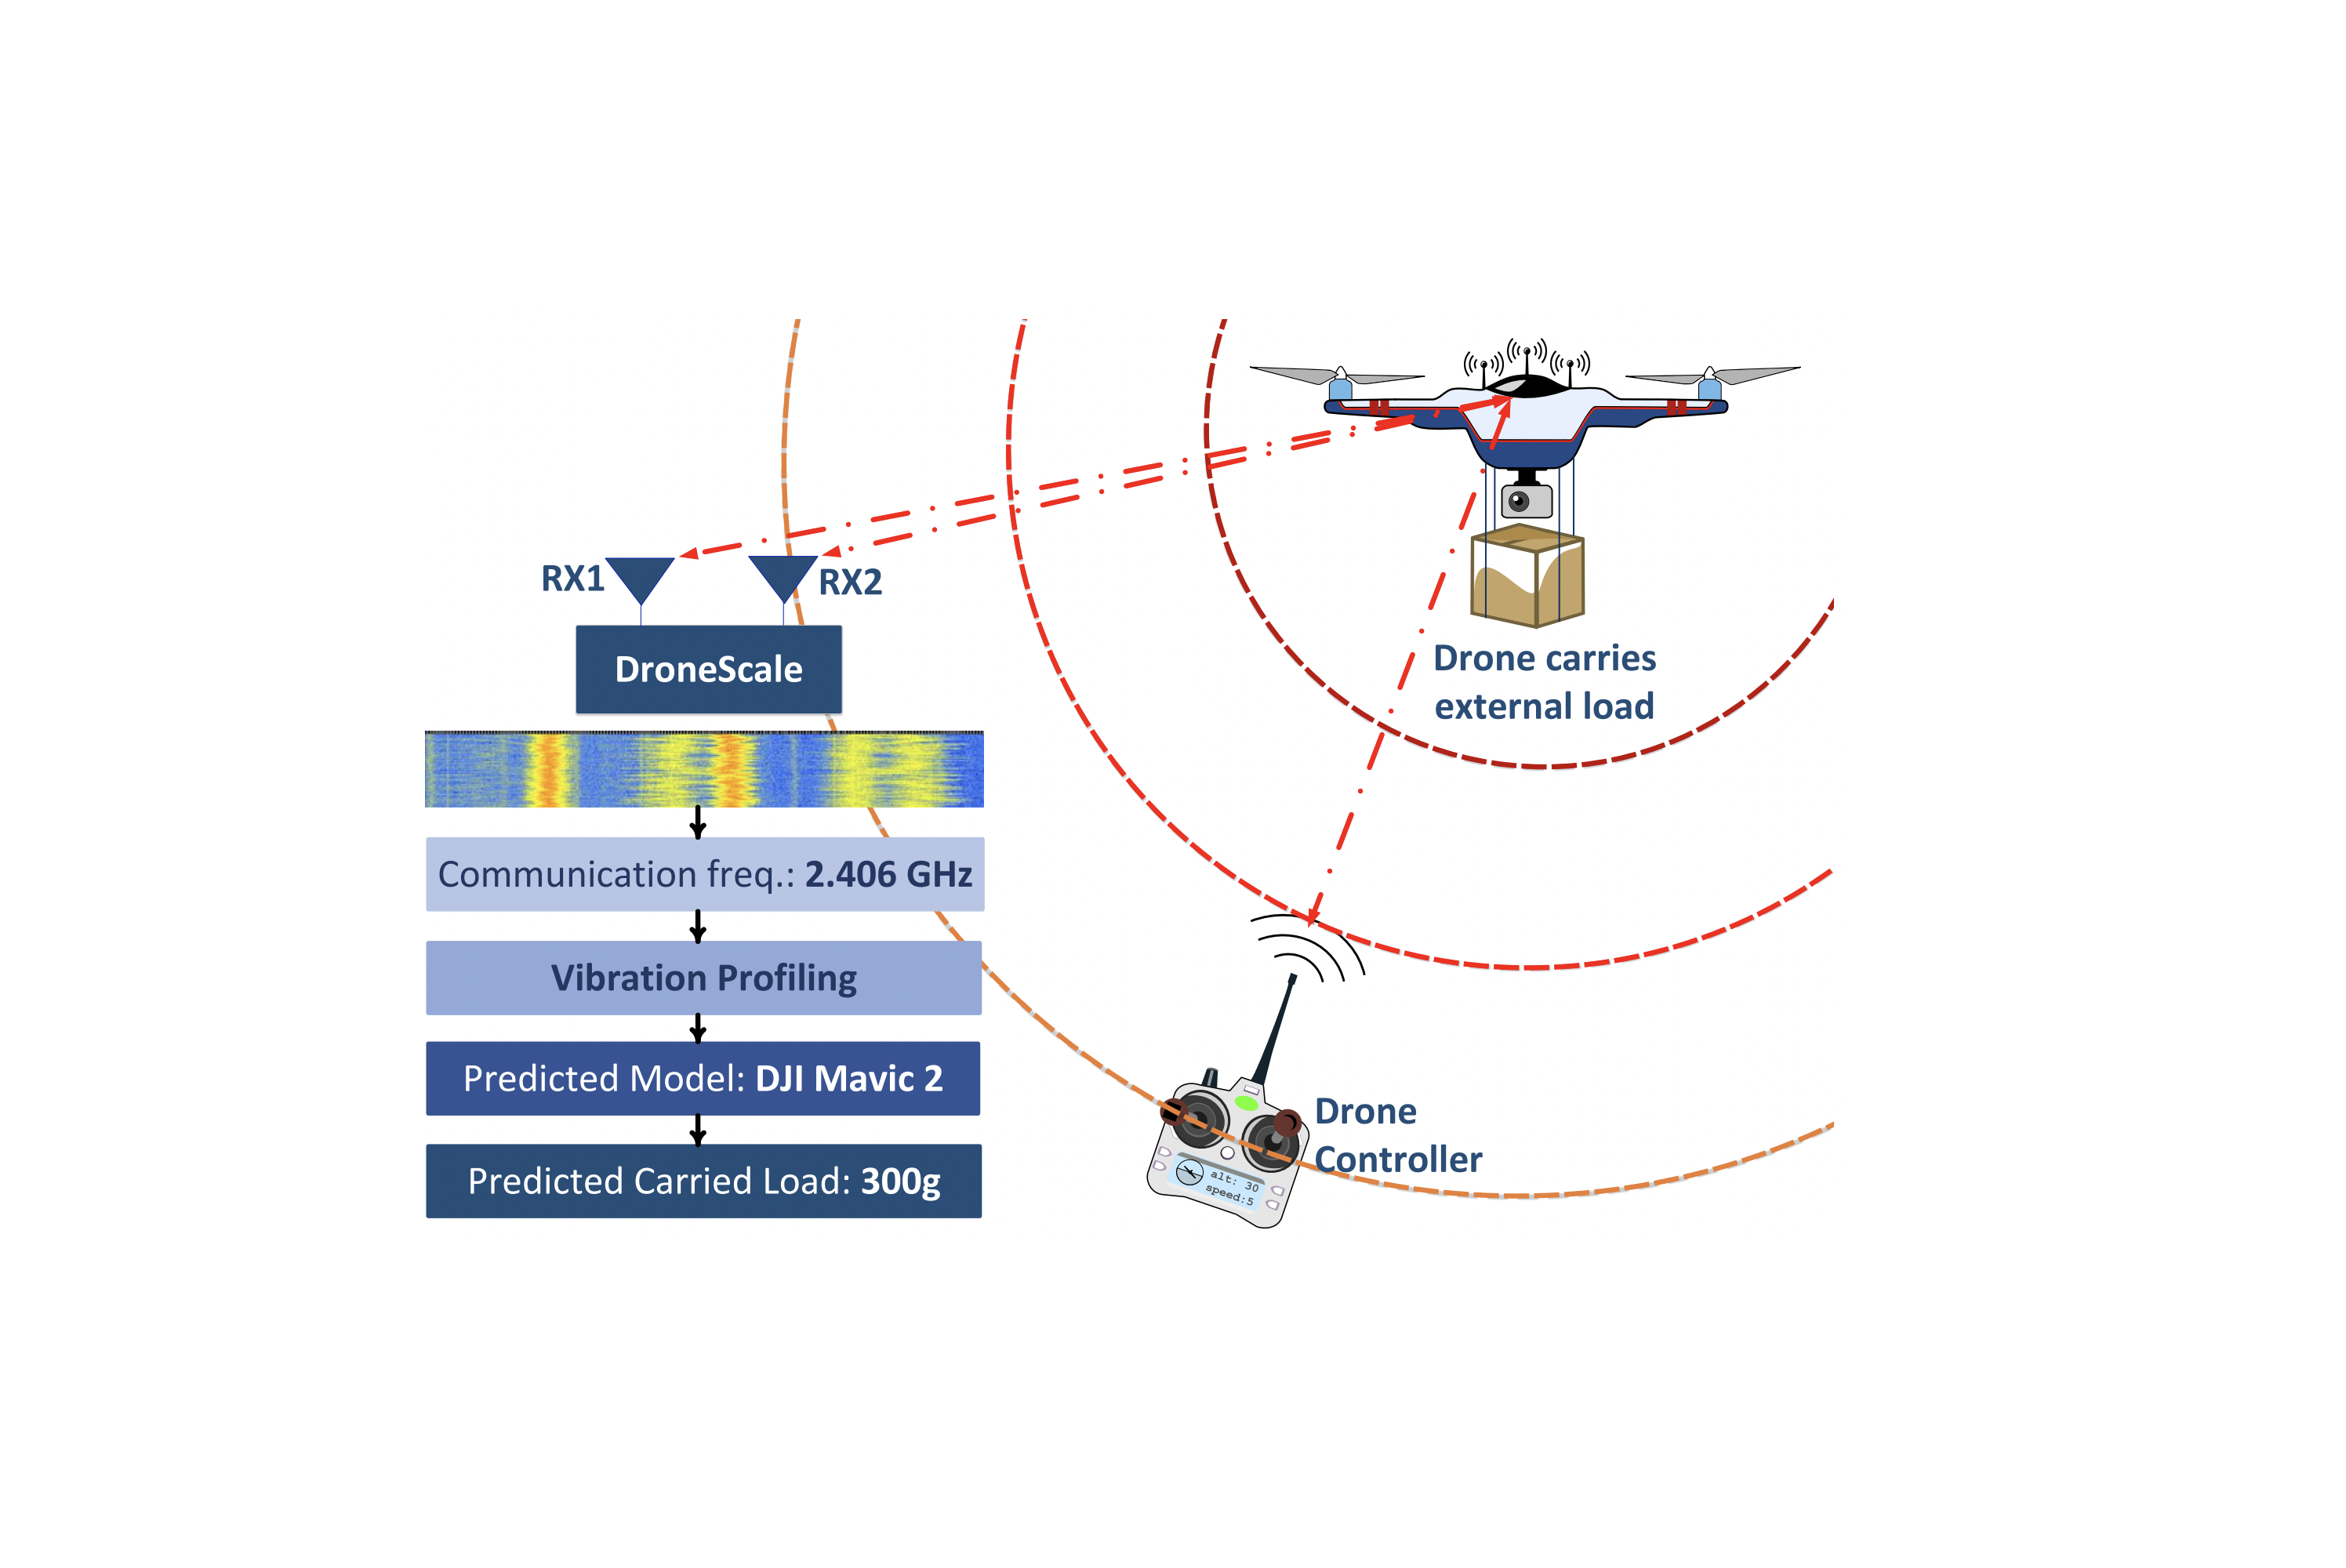 RX1
RX2
DroneScale
Communication freq.: 2.406 GHz
Vibration Profiling
Predicted Model: DJI Mavic 2
Predicted Carried Load: 300g
Drone carries
external load
Drone
Controller
alt: 30
speed:5